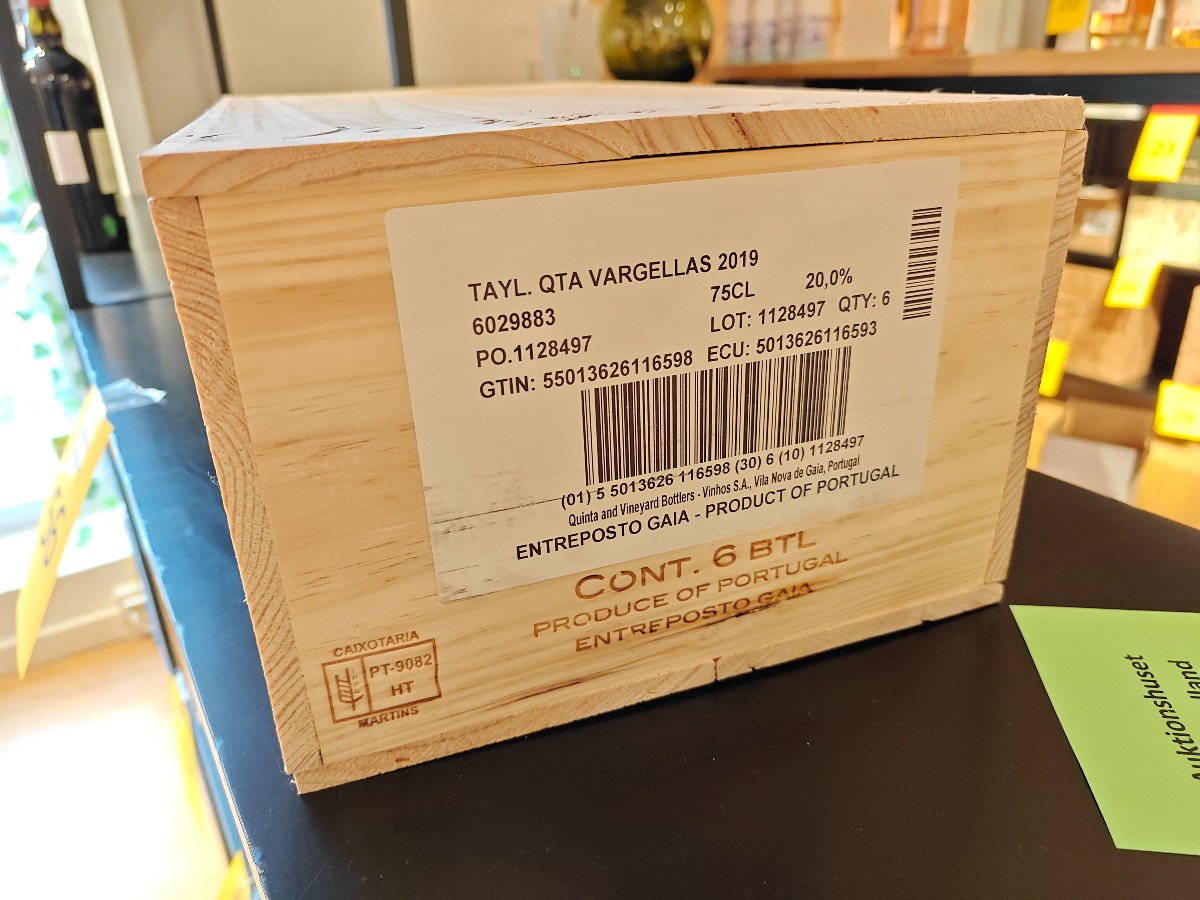 TAYL. QTA VARGELLAS 2019
6029883 75CL 20,0%
PO.1128497 LOT: 1128497 QTY: 6
GTIN: 55013626116598 ECU: 5013626116593
(01) 5 5013626 116598 (30) 6 (10) 1128497
Quinta and Vineyard Bottlers - Vinhos S.A., Vila Nova de Gaia, Portugal
ENTREPOSTO GAIA - PRODUCT OF PORTUGAL
CONT. 6 BTL
PRODUCE OF PORTUGAL
ENTREPOSTO GAIA
CAIXOTARIA
PT-9082
HT
MARTINS
Auktionshuset